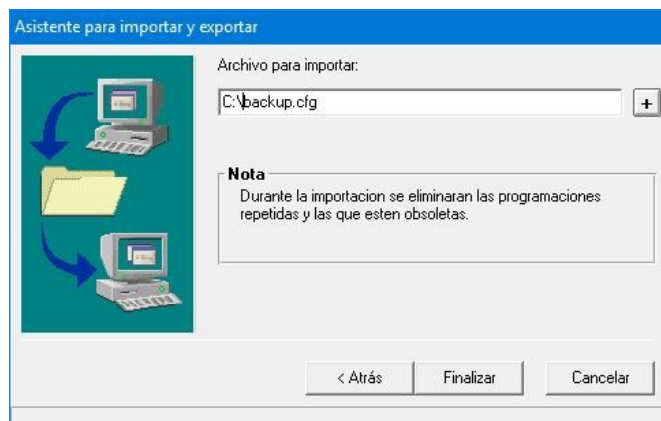 Asistente para importar y exportar
Archivo para importar:
C:\backup.cfg
+
Nota
Durante la importacion se eliminaran las programaciones
repetidas y las que esten obsoletas.
< Atrás
Finalizar
Cancelar